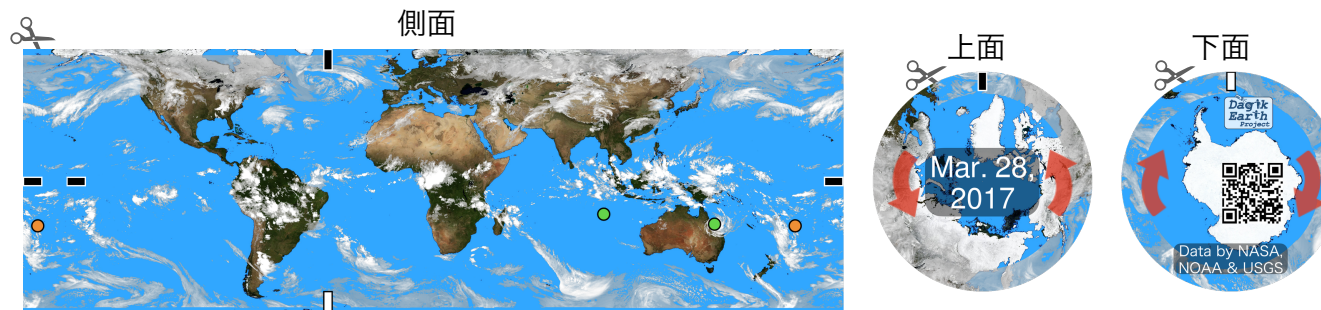 側面
上面
下面
Mar. 28,
2017
Dagik
Earth
Project
Data by NASA,
NOAA & USGS